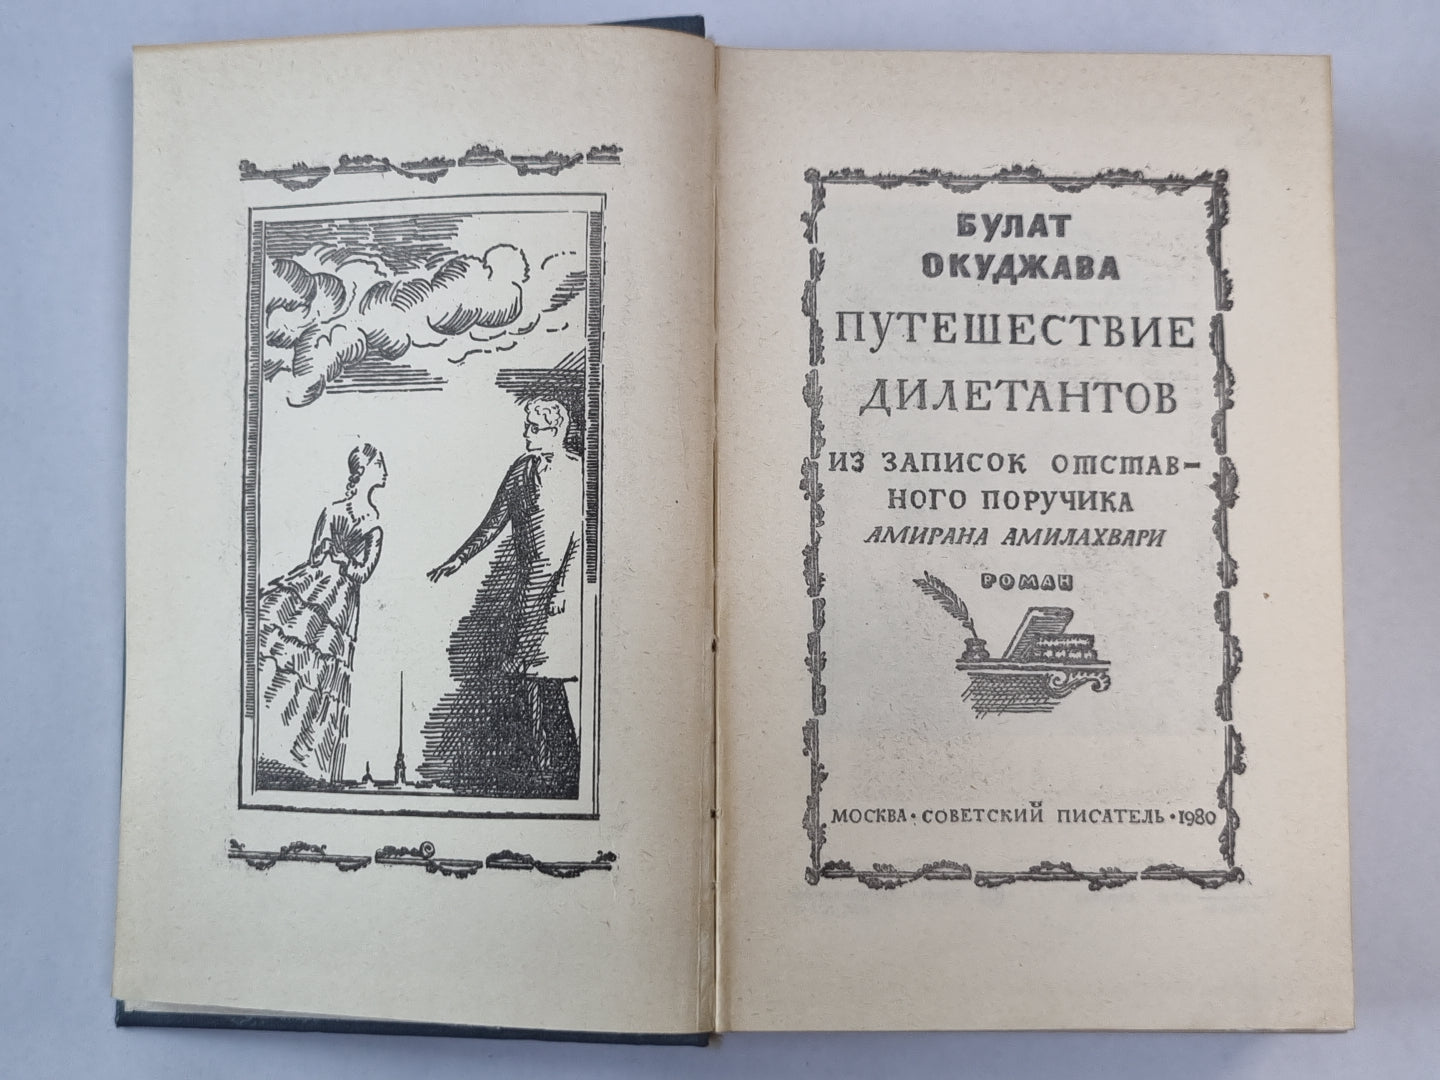 БУЛАТ
ОКУДЖАВА
ПУТЕШЕСТВИЕ
ДИЛЕТАНТОВ
ИЗ ЗАПИСОК ОТСТАВ-
НОГО ПОРУЧИКА
АМИРАНА АМИЛАХВАРИ
РОМАН
МОСКВА • СОВЕТСКИЙ ПИСАТЕЛЬ • 1980